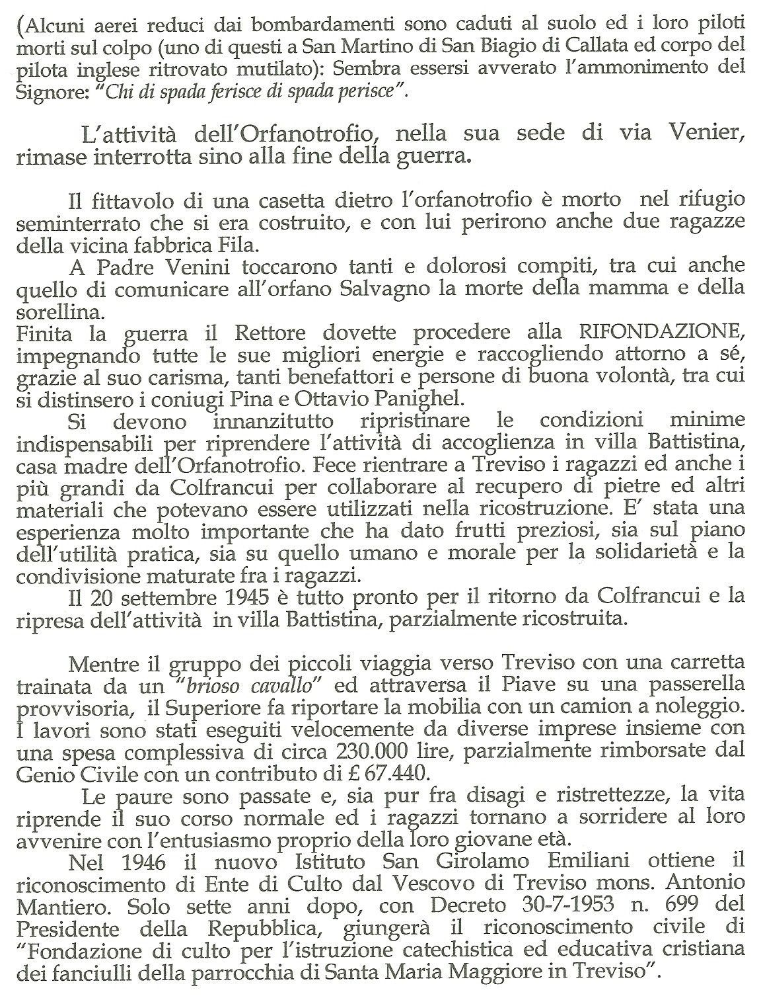 (Alcuni aerei reduci dai bombardamenti sono caduti al suolo ed i loro piloti
morti sul colpo (uno di questi a San Martino di San Biagio di Callata ed corpo del
pilota inglese ritrovato mutilato): Sembra essersi avverato l'ammonimento del
Signore: "Chi di spada ferisce di spada perisce".
L'attività dell'Orfanotrofio, nella sua sede di via Venier,
rimase interrotta sino alla fine della guerra.
Il fittavolo di una casetta dietro l'orfanotrofio è morto nel rifugio
seminterrato che si era costruito, e con lui perirono anche due ragazze
della vicina fabbrica Fila.
A Padre Venini toccarono tanti e dolorosi compiti, tra cui anche
quello di comunicare all'orfano Salvagno la morte della mamma e della
sorellina.
Finita la guerra il Rettore dovette procedere alla RIFONDAZIONE,
impegnando tutte le sue migliori energie e raccogliendo attorno a sé,
grazie al suo carisma, tanti benefattori e persone di buona volontà, tra cui
si distinsero i coniugi Pina e Ottavio Panighel.
Si devono innanzitutto ripristinare le condizioni minime
indispensabili per riprendere l'attività di accoglienza in villa Battistina,
casa madre dell'Orfanotrofio. Fece rientrare a Treviso i ragazzi ed anche i
più grandi da Colfrancui per collaborare al recupero di pietre ed altri
materiali che potevano essere utilizzati nella ricostruzione. E' stata una
esperienza molto importante che ha dato frutti preziosi, sia sul piano
dell'utilità pratica, sia su quello umano e morale per la solidarietà e la
condivisione maturate fra i ragazzi.
Il 20 settembre 1945 è tutto pronto per il ritorno da Colfrancui e la
ripresa dell'attività in villa Battistina, parzialmente ricostruita.
Mentre il gruppo dei piccoli viaggia verso Treviso con una carretta
trainata da un "brioso cavallo" ed attraversa il Piave su una passerella
provvisoria, il Superiore fa riportare la mobilia con un camion a noleggio.
I lavori sono stati eseguiti velocemente da diverse imprese insieme con
una spesa complessiva di circa 230.000 lire, parzialmente rimborsate dal
Genio Civile con un contributo di £ 67.440.
Le paure sono passate e, sia pur fra disagi e ristrettezze, la vita
riprende il suo corso normale ed i ragazzi tornano a sorridere al loro
avvenire con l'entusiasmo proprio della loro giovane età.
Nel 1946 il nuovo Istituto San Girolamo Emiliani ottiene il
riconoscimento di Ente di Culto dal Vescovo di Treviso mons. Antonio
Mantiero. Solo sette anni dopo, con Decreto 30-7-1953 n. 699 del
Presidente della Repubblica, giungerà il riconoscimento civile di
"Fondazione di culto per l'istruzione catechistica ed educativa cristiana
dei fanciulli della parrocchia di Santa Maria Maggiore in Treviso".